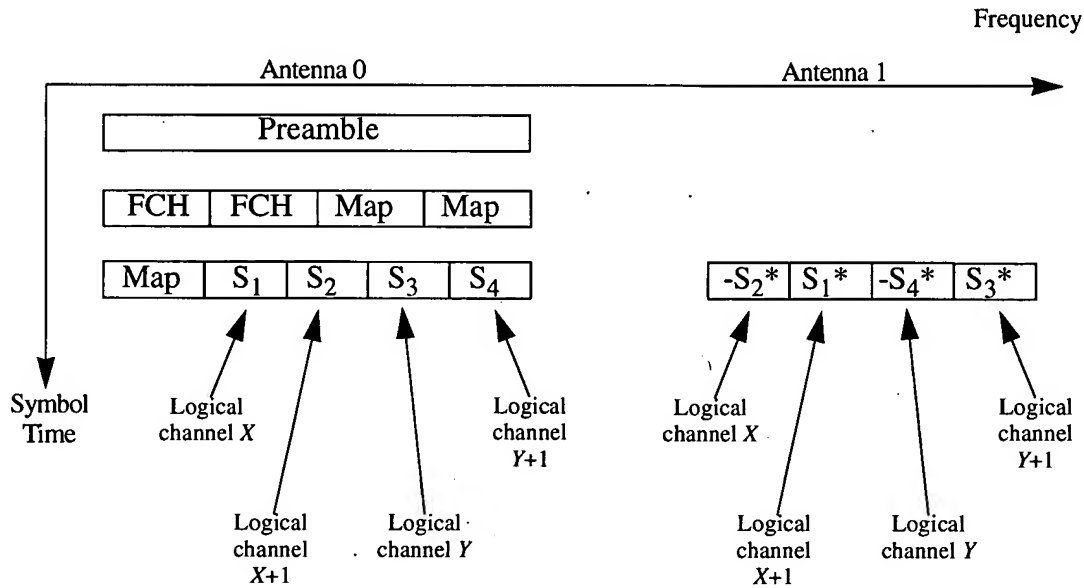 Frequency
Antenna 0 Antenna 1
Preamble
FCH FCH Map Map
Map S1 S2 S3 S4 -S2* S1* -S4* S3*
Symbol
Time
Logical
channel X
Logical
channel
X+1
Logical
channel Y
Logical
channel
Y+1
Logical
channel X
Logical
channel
X+1
Logical
channel Y
Logical
channel
Y+1